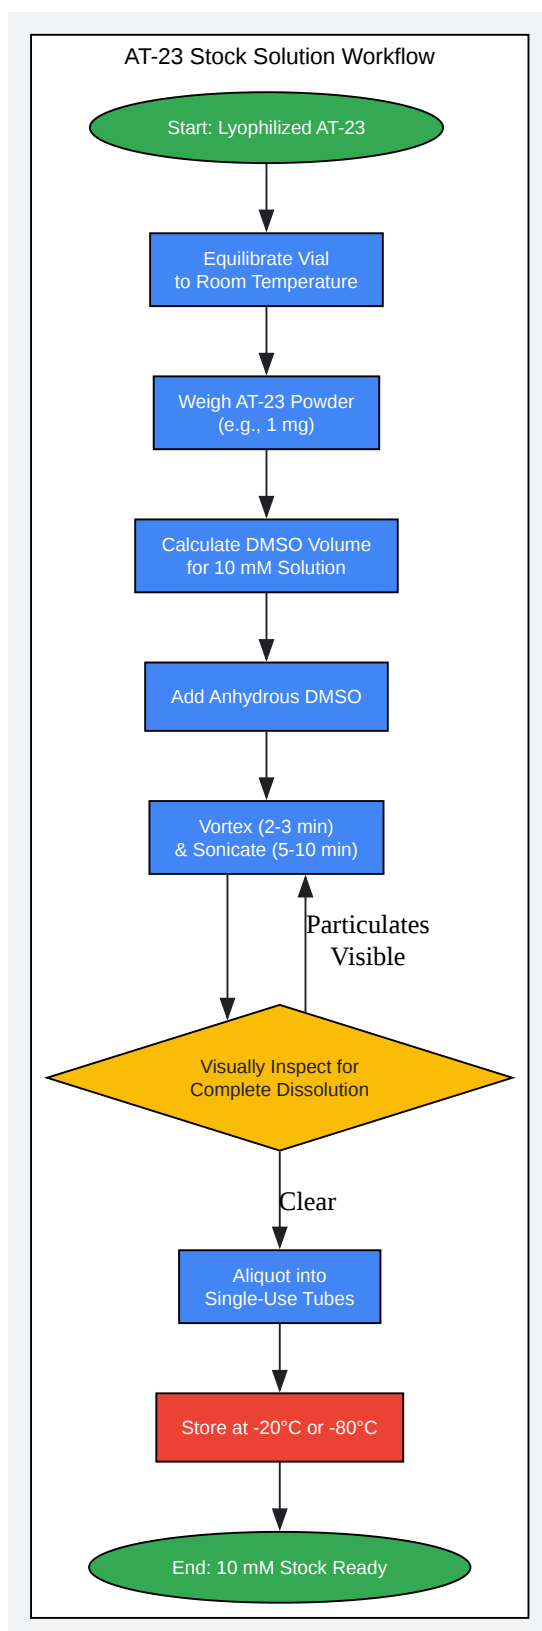 AT-23 Stock Solution Workflow
Start: Lyophilized AT-23
Equilibrate Vial
to Room Temperature
Weigh AT-23 Powder
(e.g., 1 mg)
Calculate DMSO Volume
for 10 mM Solution
Add Anhydrous DMSO
Vortex (2-3 min)
& Sonicate (5-10 min)
Particulates
Visible
Visually Inspect for
Complete Dissolution
Clear
Aliquot into
Single-Use Tubes
Store at -20°C or -80°C
End: 10 mM Stock Ready